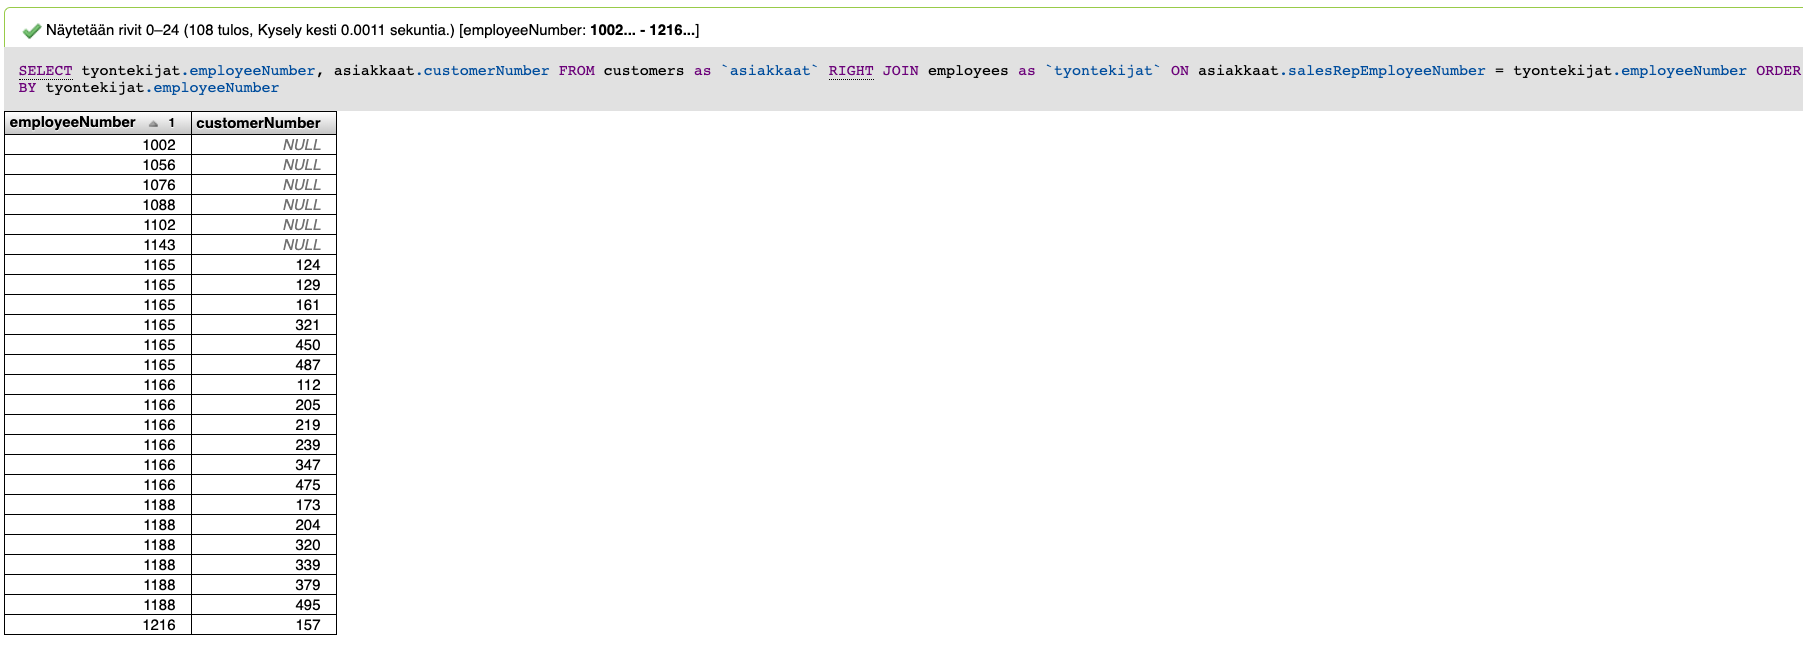 Näytetään rivit 0–24 (108 tulos, Kysely kesti 0.0011 sekuntia.) [employeeNumber: 1002... - 1216...]
SELECT tyontekijat.employeeNumber, asiakkaat.customerNumber FROM customers as `asiakkaat` RIGHT JOIN employees as `tyontekijat` ON asiakkaat.salesRepEmployeeNumber = tyontekijat.employeeNumber ORDER
BY tyontekijat.employeeNumber
employeeNumber 1 customerNumber
1002 NULL
1056 NULL
1076 NULL
1088 NULL
1102 NULL
1143 NULL
1165 124
1165 129
1165 161
1165 321
1165 450
1165 487
1166 112
1166 205
1166 219
1166 239
1166 347
1166 475
1188 173
1188 204
1188 320
1188 339
1188 379
1188 495
1216 157